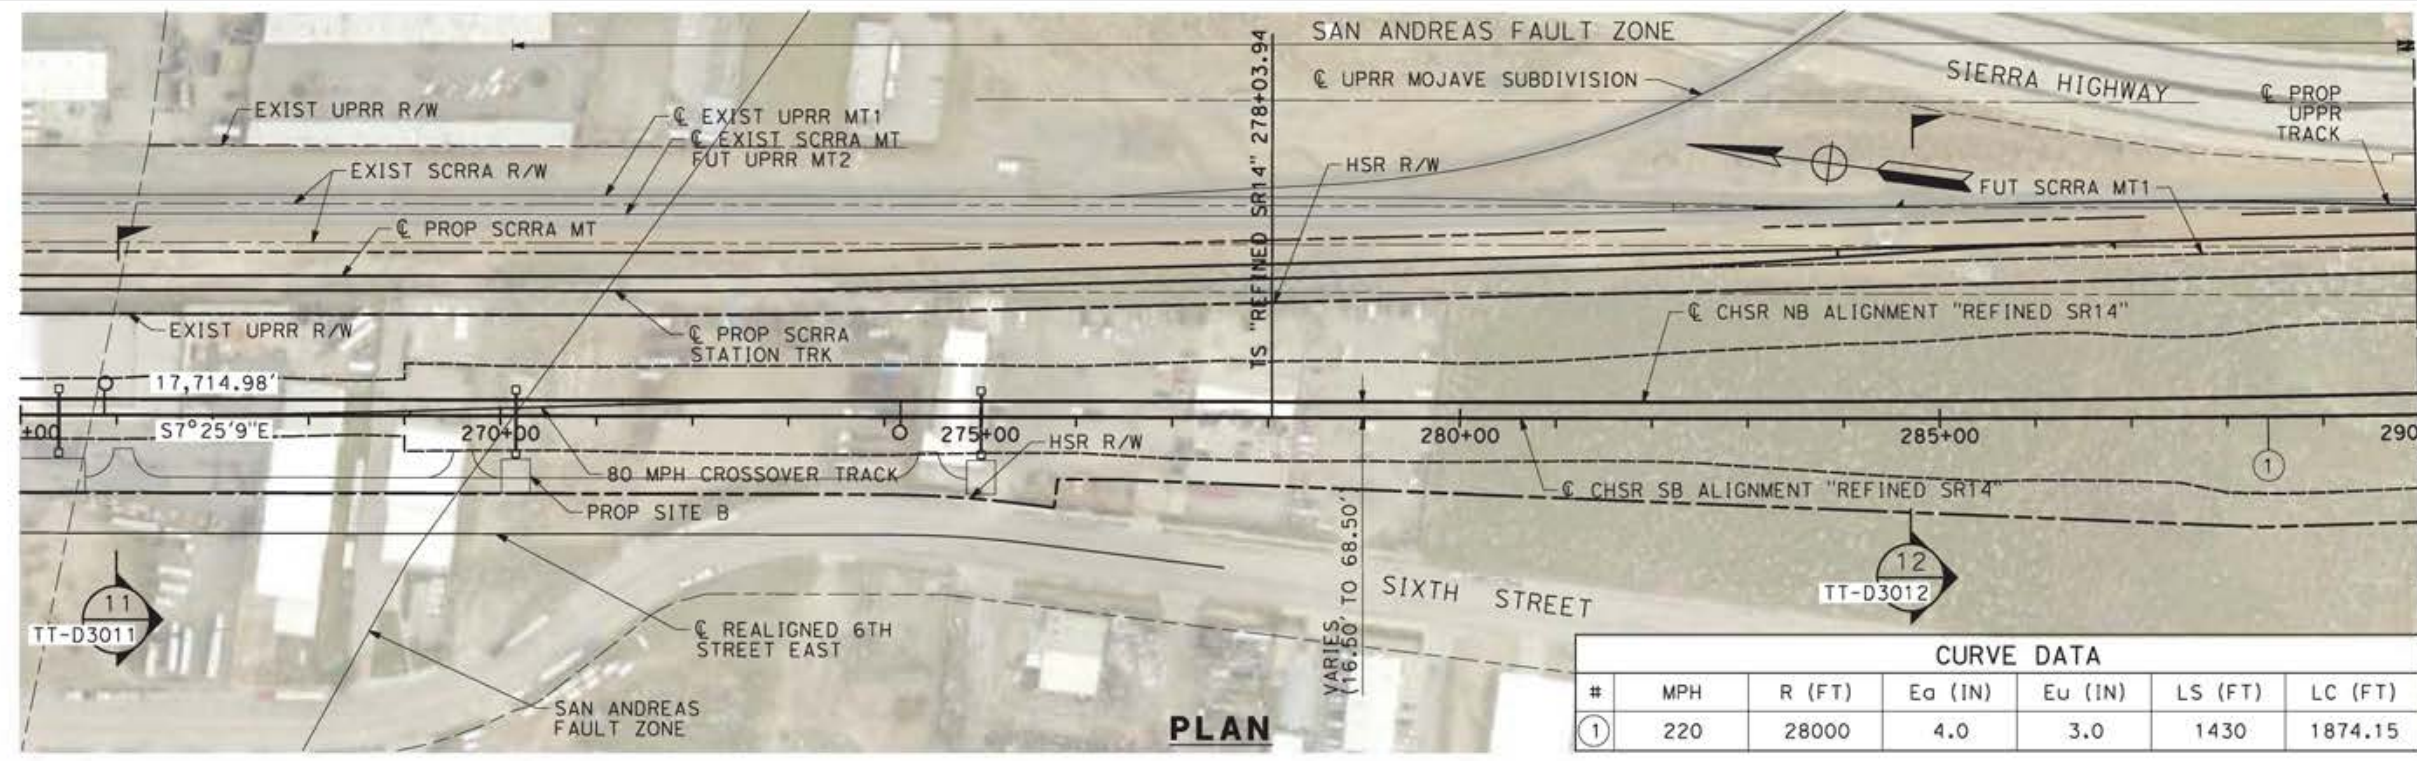 SAN ANDREAS FAULT ZONE
℄ UPRR MOJAVE SUBDIVISION
SIERRA HIGHWAY
℄ PROP
UPPR
TRACK
EXIST UPRR R/W
℄ EXIST UPRR MT1
℄ EXIST SCRRA MT
FUT UPRR MT2
EXIST SCRRA R/W
TS "REFINED SR14" 278+03.94
HSR R/W
FUT SCRRA MT1
℄ PROP SCRRA MT
EXIST UPRR R/W
℄ PROP SCRRA
STATION TRK
℄ CHSR NB ALIGNMENT "REFINED SR14"
17,714.98'
S7°25'9"E
+00
270+00
275+00
280+00
285+00
290
HSR R/W
1
80 MPH CROSSOVER TRACK
PROP SITE B
℄ CHSR SB ALIGNMENT "REFINED SR14"
VARIES
(16.50' TO 68.50')
11
TT-D3011
12
TT-D3012
SIXTH STREET
℄ REALIGNED 6TH
STREET EAST
SAN ANDREAS
FAULT ZONE
PLAN
CURVE DATA
# MPH R (FT) Ea (IN) Eu (IN) LS (FT) LC (FT)
1 220 28000 4.0 3.0 1430 1874.15